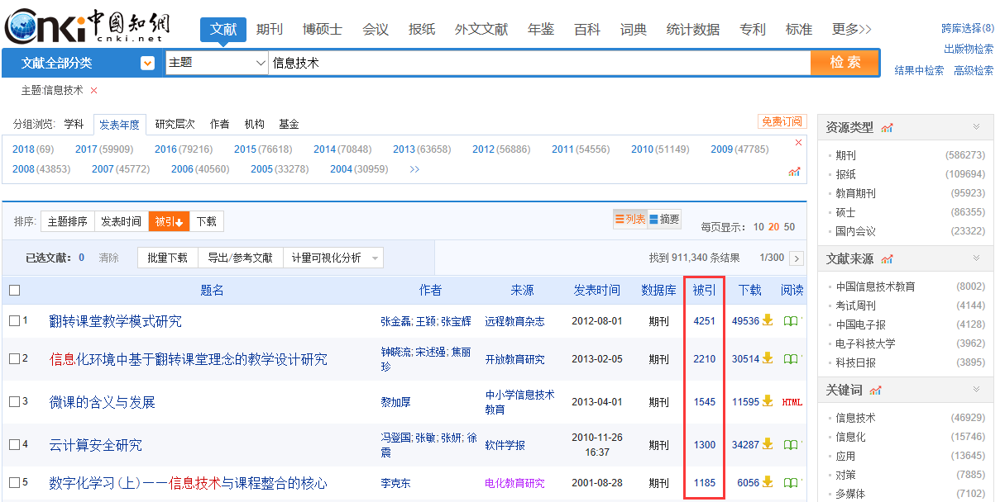 Cnki中國知網
cnki.net
文献 期刊 博硕士 会议 报纸 外文文献 年鉴 百科 词典 统计数据 专利 标准 更多>>
跨库选择(8)
出版物检索
文献全部分类 主题 信息技术 检 索
结果中检索 高级检索
主题:信息技术 ×
分组浏览: 学科 发表年度 研究层次 作者 机构 基金 免费订阅
2018(69) 2017(59909) 2016(79216) 2015(76618) 2014(70848) 2013(63658) 2012(56886) 2011(54556) 2010(51149) 2009(47785)
2008(43853) 2007(45772) 2006(40560) 2005(33278) 2004(30959) >>
排序: 主题排序 发表时间 被引 下载 列表 摘要 每页显示: 10 20 50
已选文献: 0 清除 批量下载 导出/参考文献 计量可视化分析 找到 911,340 条结果 1/300 >
题名 作者 来源 发表时间 数据库 被引 下载 阅读
1 翻转课堂教学模式研究 张金磊; 王颖; 张宝辉 远程教育杂志 2012-08-01 期刊 4251 49536
2 信息化环境中基于翻转课堂理念的教学设计研究 钟晓流; 宋述强; 焦丽
珍 开放教育研究 2013-02-05 期刊 2210 30514
3 微课的含义与发展 黎加厚 中小学信息技术
教育 2013-04-01 期刊 1545 11595 HTML
4 云计算安全研究 冯登国; 张敏; 张妍; 徐
震 软件学报 2010-11-26
16:37 期刊 1300 34287
5 数字化学习(上)——信息技术与课程整合的核心 李克东 电化教育研究 2001-08-28 期刊 1185 6056
资源类型
期刊 (586273)
报纸 (109694)
教育期刊 (95923)
硕士 (86355)
国内会议 (23322)
文献来源
中国信息技术教育 (8002)
考试周刊 (4144)
中国电子报 (4128)
电子科技大学 (3962)
科技日报 (3895)
关键词
信息技术 (46929)
信息化 (15746)
应用 (13645)
对策 (7885)
多媒体 (7102)